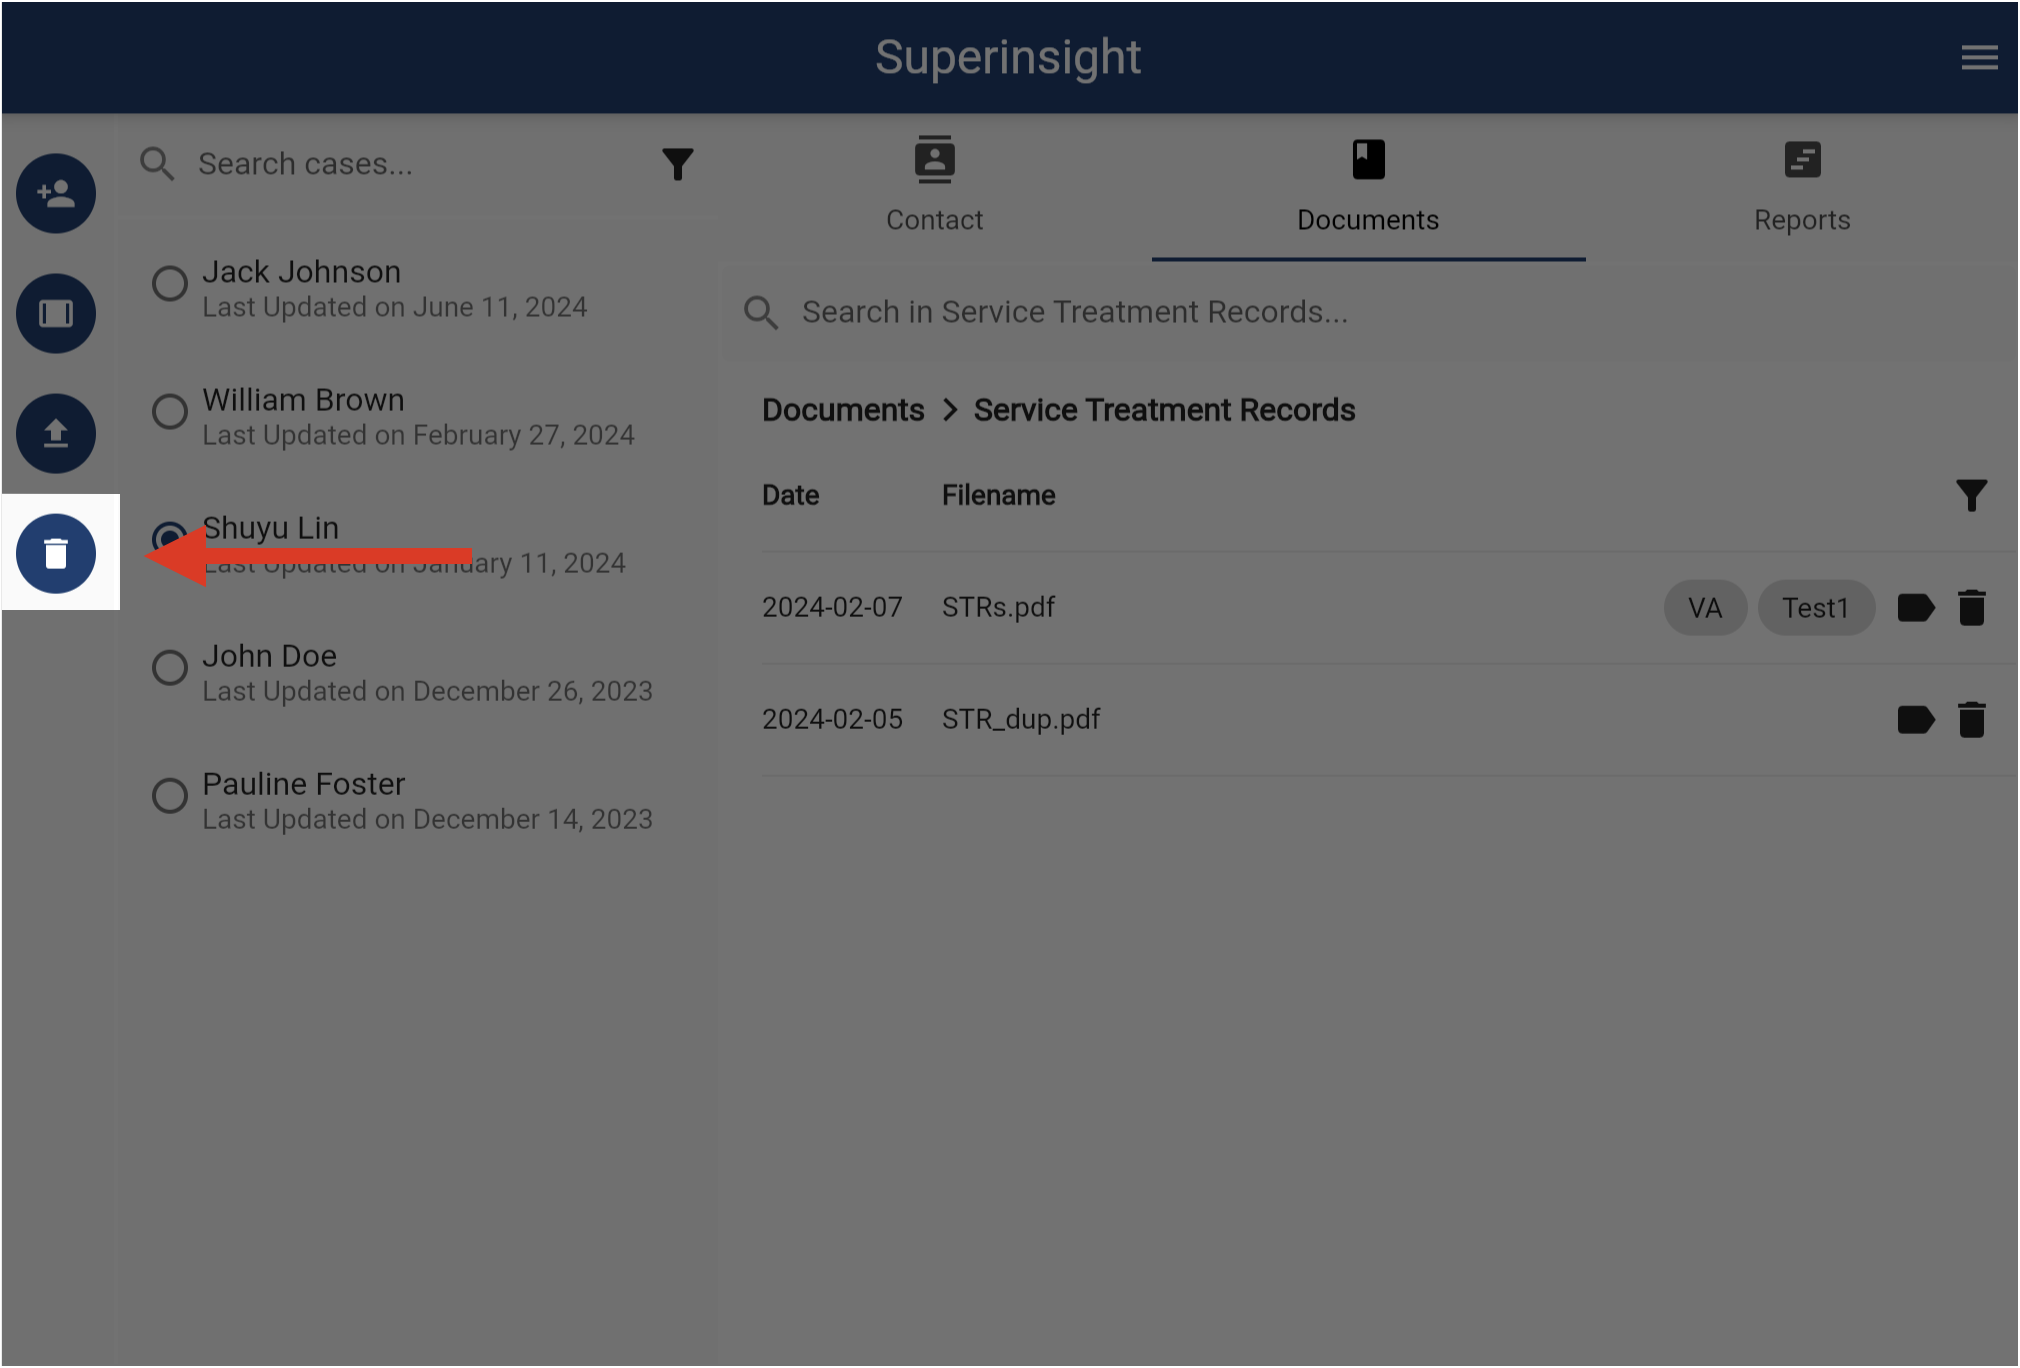 Superinsight
Search cases...
Jack Johnson
Last Updated on June 11, 2024
William Brown
Last Updated on February 27, 2024
Shuyu Lin
Last Updated on January 11, 2024
John Doe
Last Updated on December 26, 2023
Pauline Foster
Last Updated on December 14, 2023
Contact
Documents
Reports
Search in Service Treatment Records...
Documents > Service Treatment Records
Date Filename
2024-02-07 STRs.pdf VA Test1
2024-02-05 STR_dup.pdf